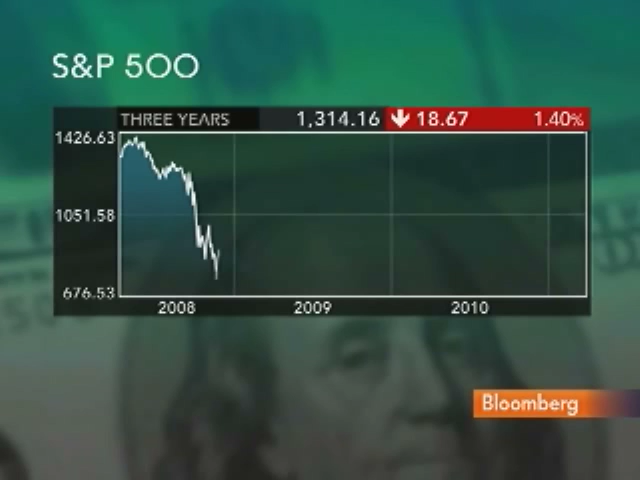 S&P 500
THREE YEARS 1,314.16 18.67 1.40%
1426.63
1051.58
676.53
2008 2009 2010
Bloomberg